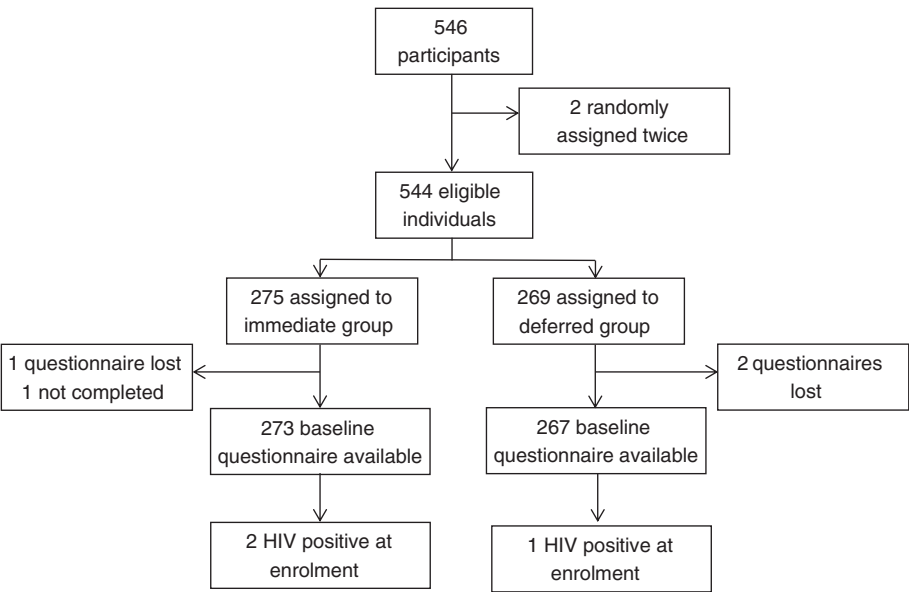 546
participants
2 randomly
assigned twice
544 eligible
individuals
275 assigned to
immediate group
269 assigned to
deferred group
1 questionnaire lost
1 not completed
2 questionnaires
lost
273 baseline
questionnaire available
267 baseline
questionnaire available
2 HIV positive at
enrolment
1 HIV positive at
enrolment